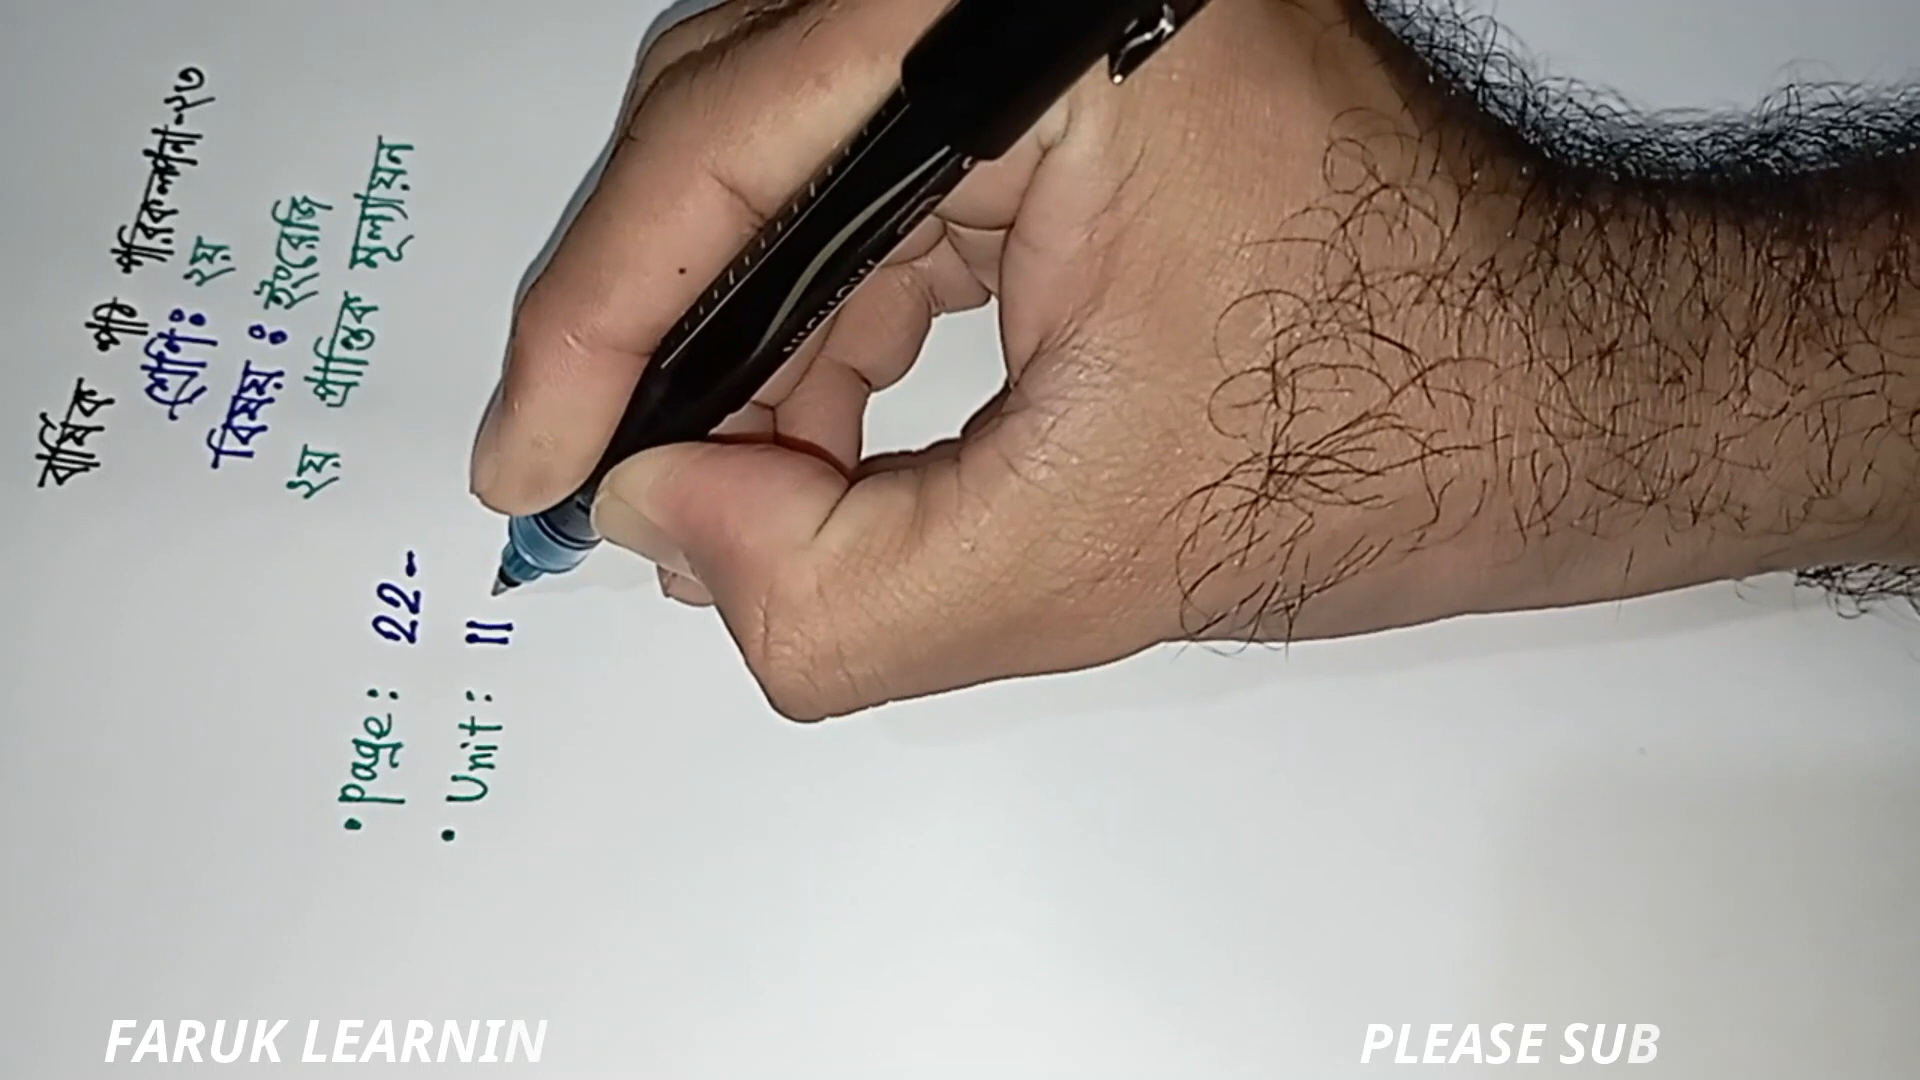 বার্ষিক পাঠ পরিকল্পনা-২৩
শ্রেণি: ২য়
বিষয়: ইংরেজি
২য় প্রান্তিক মূল্যায়ন
• Page: 22-
• Unit: 11
FARUK LEARNIN
PLEASE SUB